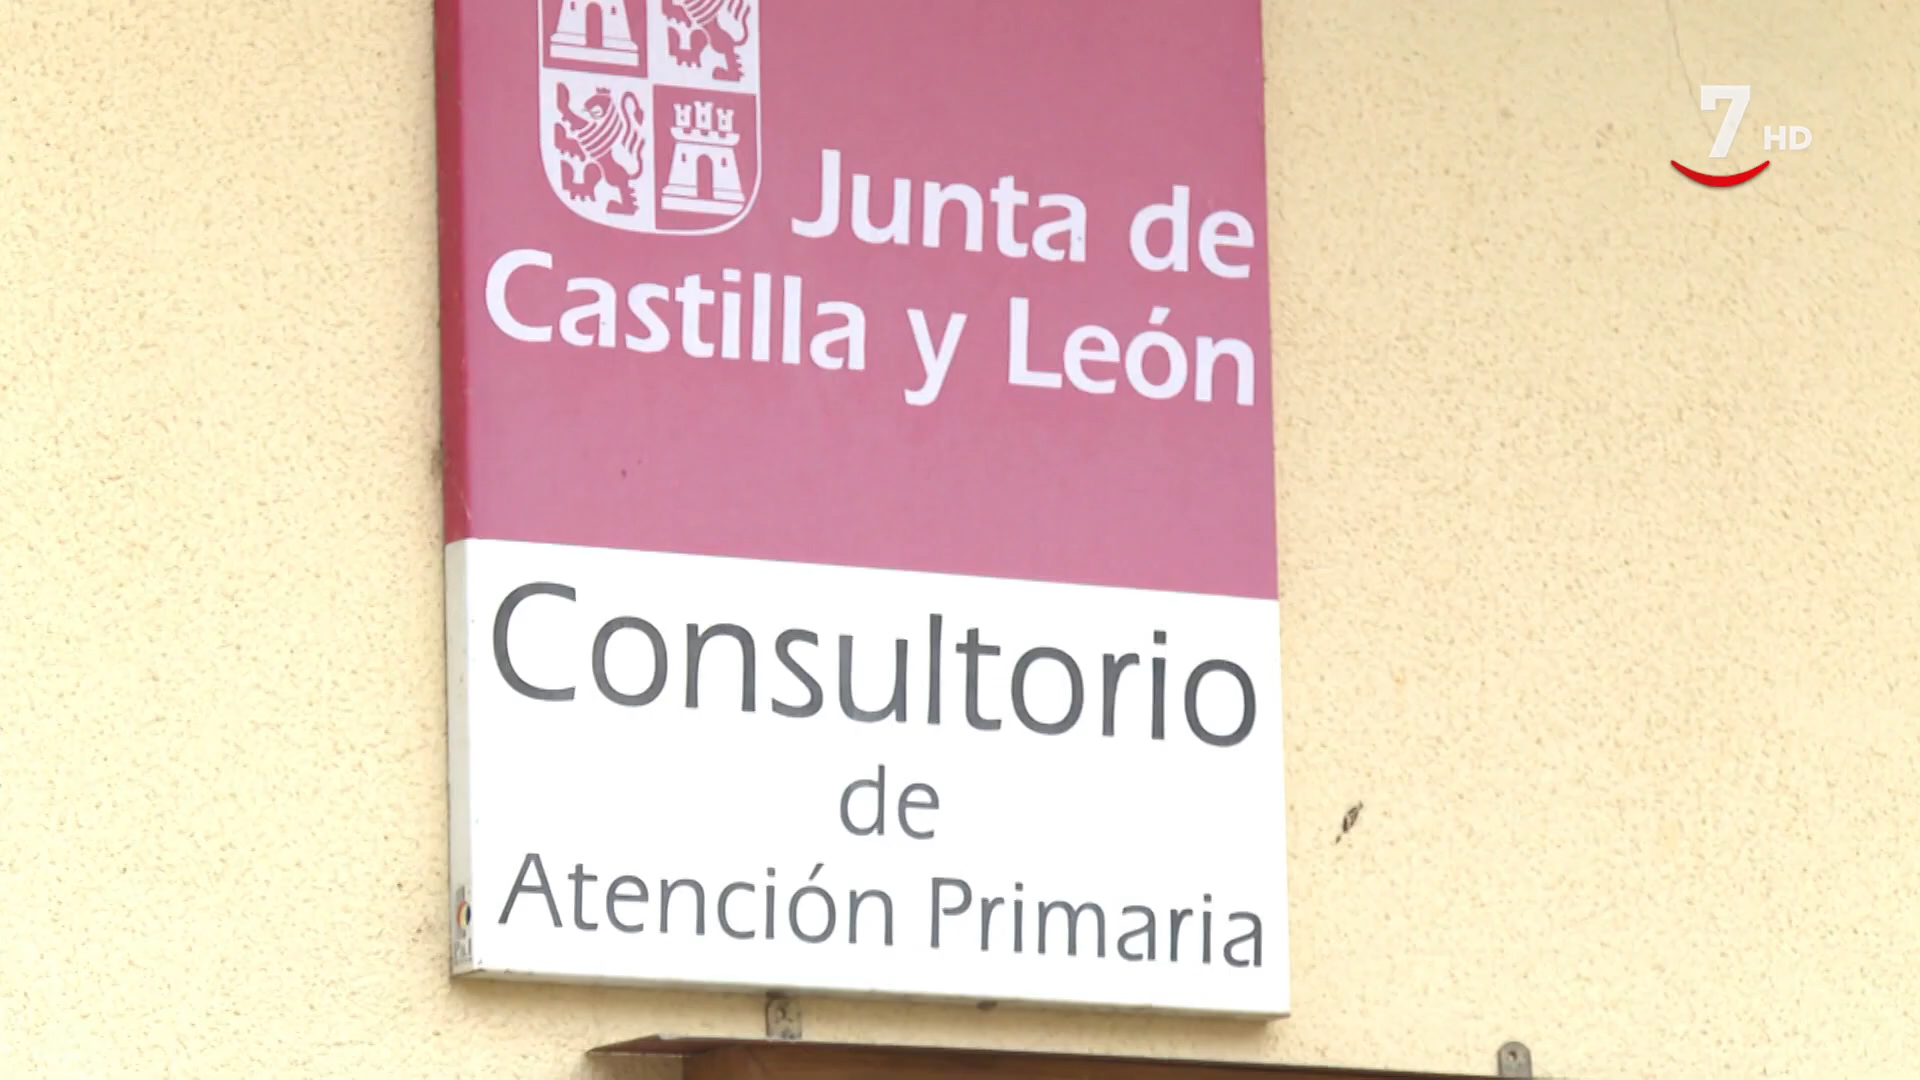 7 HD
Junta de
Castilla y León
Consultorio
de
Atención Primaria